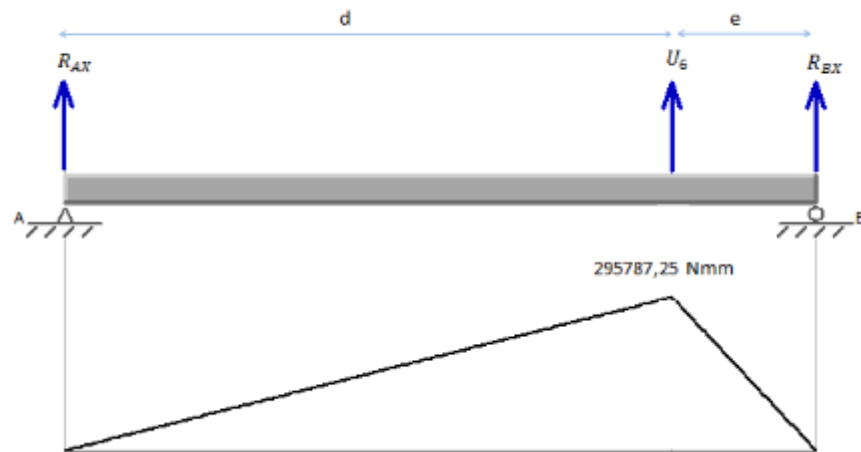 d
e
R_AX
U_6
R_BX
A
B
295787,25 Nmm